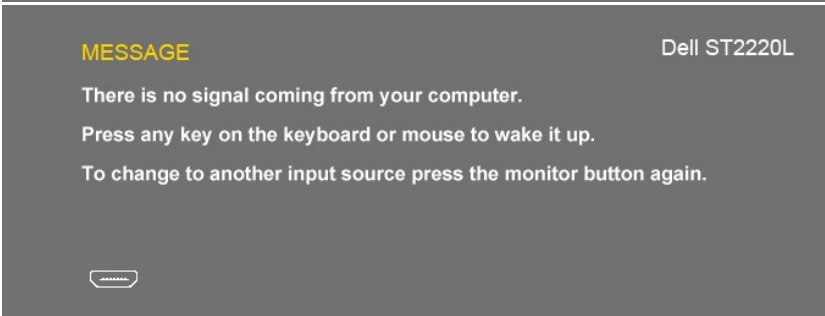 MESSAGE
Dell ST2220L
There is no signal coming from your computer.
Press any key on the keyboard or mouse to wake it up.
To change to another input source press the monitor button again.